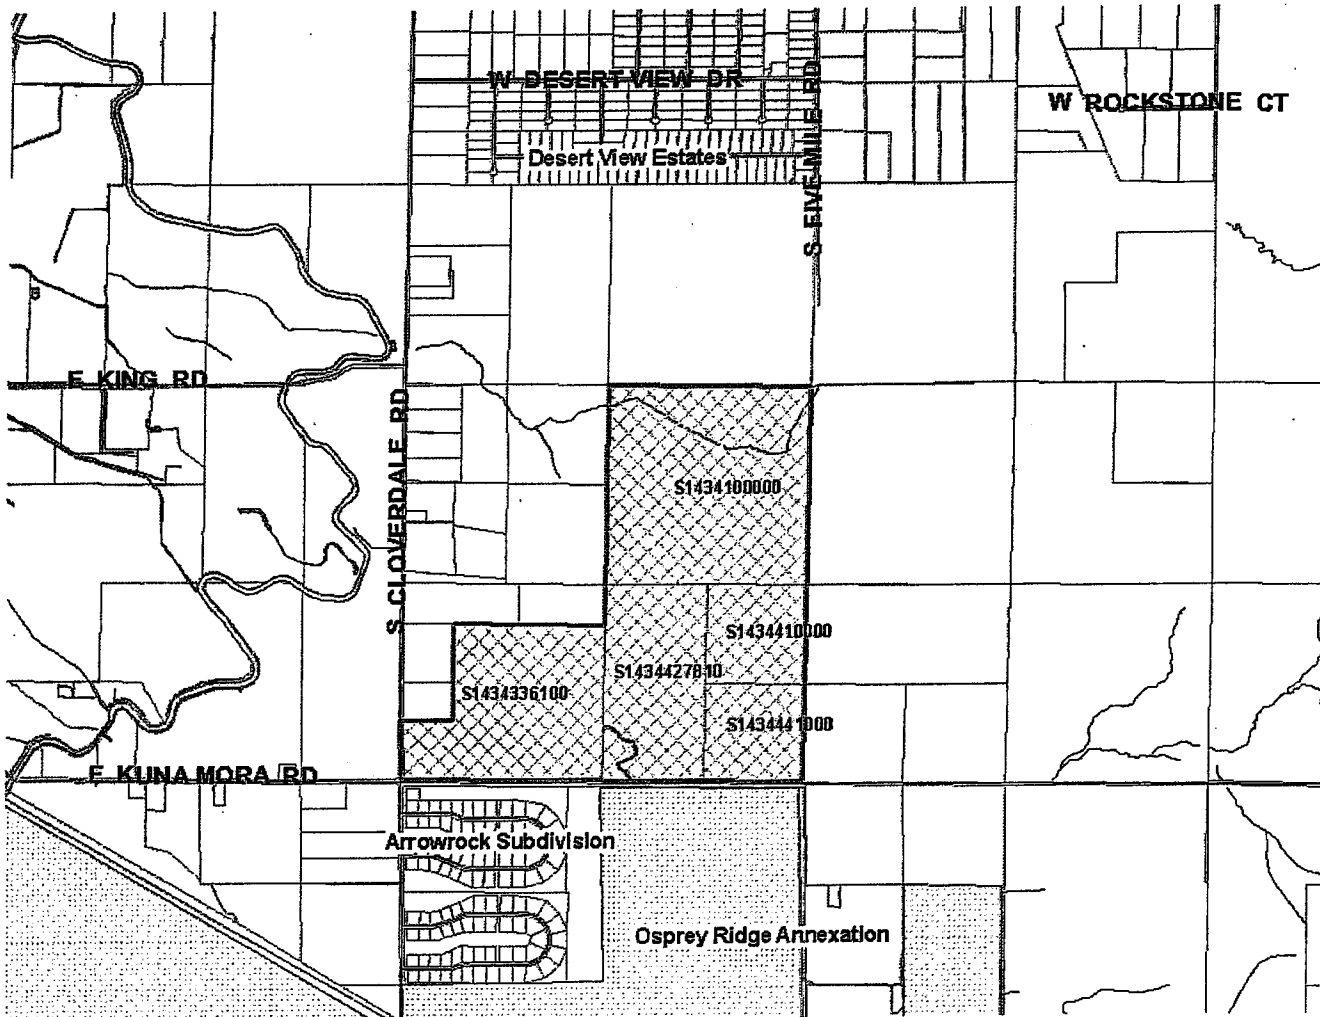 W DESERT VIEW DR
W ROCKSTONE CT
Desert View Estates
S FIVE MILE RD
E KING RD
S CLOVERDALE RD
S1434100000
S1434410000
S1434427810
S1434336100
S1434441000
E KUNA MORA RD
Arrowrock Subdivision
Osprey Ridge Annexation